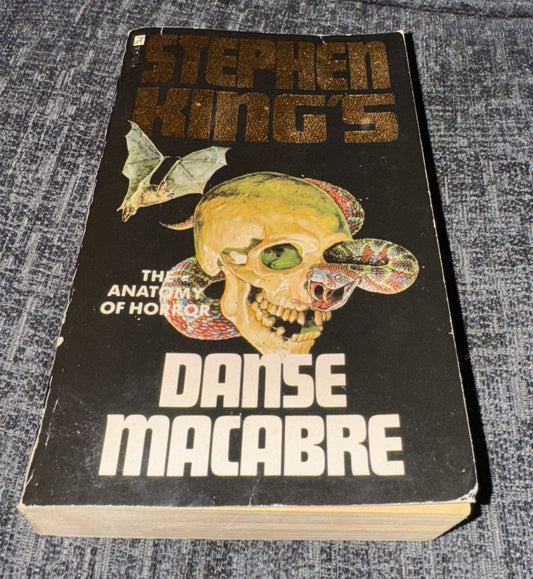 STEPHEN
KING'S
THE
ANATOMY
OF HORROR
DANSE
MACABRE